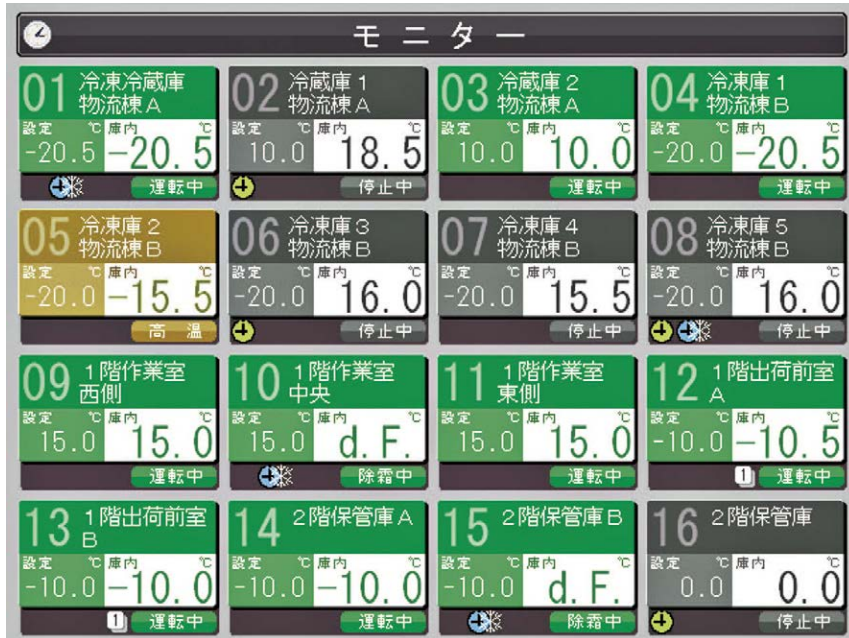 モニター
01 冷凍冷蔵庫
物流棟A
設定 ℃ 庫内 ℃
-20.5 -20.5
運転中
02 冷蔵庫1
物流棟A
設定 ℃ 庫内 ℃
10.0 18.5
停止中
03 冷蔵庫2
物流棟A
設定 ℃ 庫内 ℃
10.0 10.0
運転中
04 冷凍庫1
物流棟B
設定 ℃ 庫内 ℃
-20.0 -20.5
運転中
05 冷凍庫2
物流棟B
設定 ℃ 庫内 ℃
-20.0 -15.5
高温
06 冷凍庫3
物流棟B
設定 ℃ 庫内 ℃
-20.0 16.0
停止中
07 冷凍庫4
物流棟B
設定 ℃ 庫内 ℃
-20.0 15.5
停止中
08 冷凍庫5
物流棟B
設定 ℃ 庫内 ℃
-20.0 16.0
停止中
09 1階作業室
西側
設定 ℃ 庫内 ℃
15.0 15.0
運転中
10 1階作業室
中央
設定 ℃ 庫内 ℃
15.0 d.F.
除霜中
11 1階作業室
東側
設定 ℃ 庫内 ℃
15.0 15.0
運転中
12 1階出荷前室
A
設定 ℃ 庫内 ℃
-10.0 -10.5
1 運転中
13 1階出荷前室
B
設定 ℃ 庫内 ℃
-10.0 -10.0
1 運転中
14 2階保管庫A
設定 ℃ 庫内 ℃
-10.0 -10.0
運転中
15 2階保管庫B
設定 ℃ 庫内 ℃
-10.0 d.F.
除霜中
16 2階保管庫
設定 ℃ 庫内 ℃
0.0 0.0
停止中